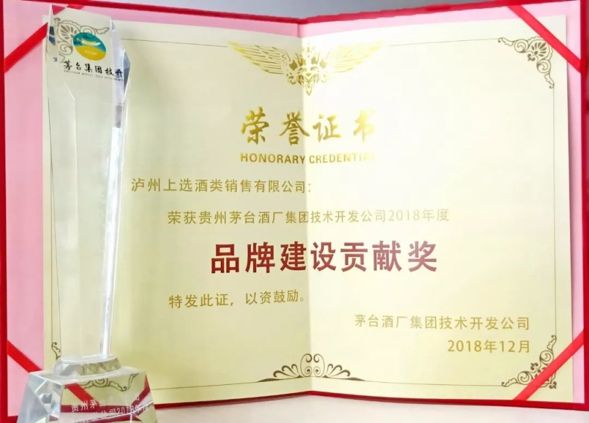 茅台集团技开
荣誉证书
HONORARY CREDENTIAL
泸州上选酒类销售有限公司：
荣获贵州茅台酒厂集团技术开发公司2018年度
品牌建设贡献奖
特发此证，以资鼓励。
茅台酒厂集团技术开发公司
2018年12月
贵州茅